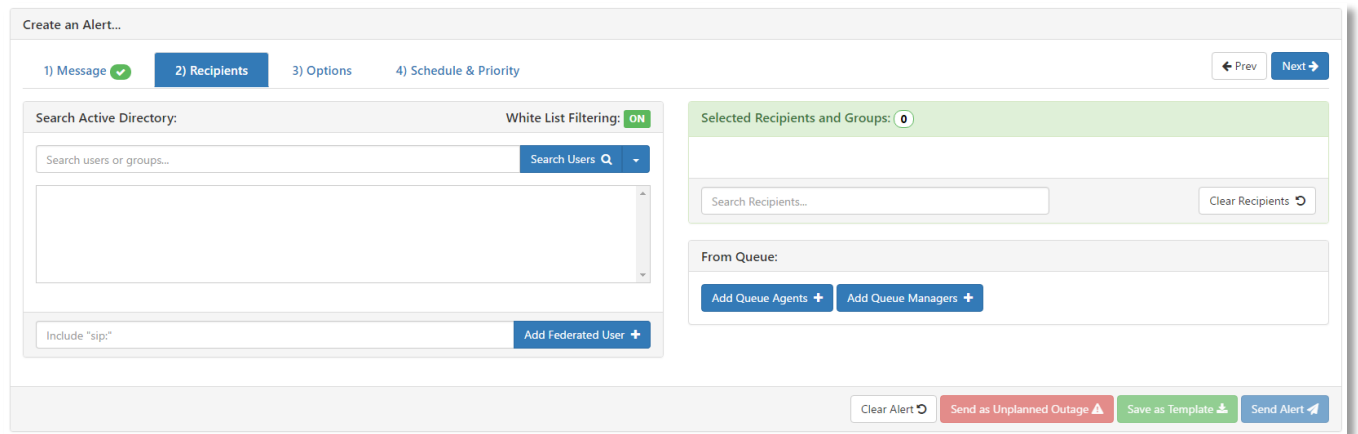 Create an Alert...
1) Message 2) Recipients 3) Options 4) Schedule & Priority Prev Next
Search Active Directory: White List Filtering: ON
Search users or groups... Search Users
Include "sip:" Add Federated User
Selected Recipients and Groups: 0
Search Recipients... Clear Recipients
From Queue:
Add Queue Agents Add Queue Managers
Clear Alert Send as Unplanned Outage Save as Template Send Alert